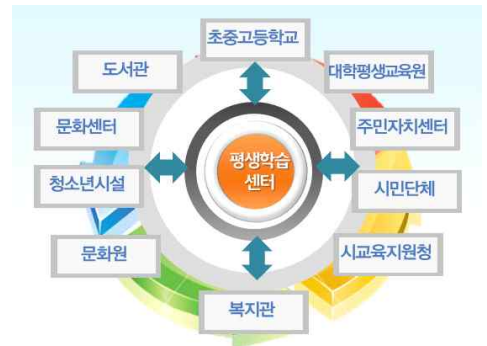 초중고등학교
도서관
대학평생교육원
문화센터
주민자치센터
평생학습
센터
청소년시설
시민단체
문화원
시교육지원청
복지관